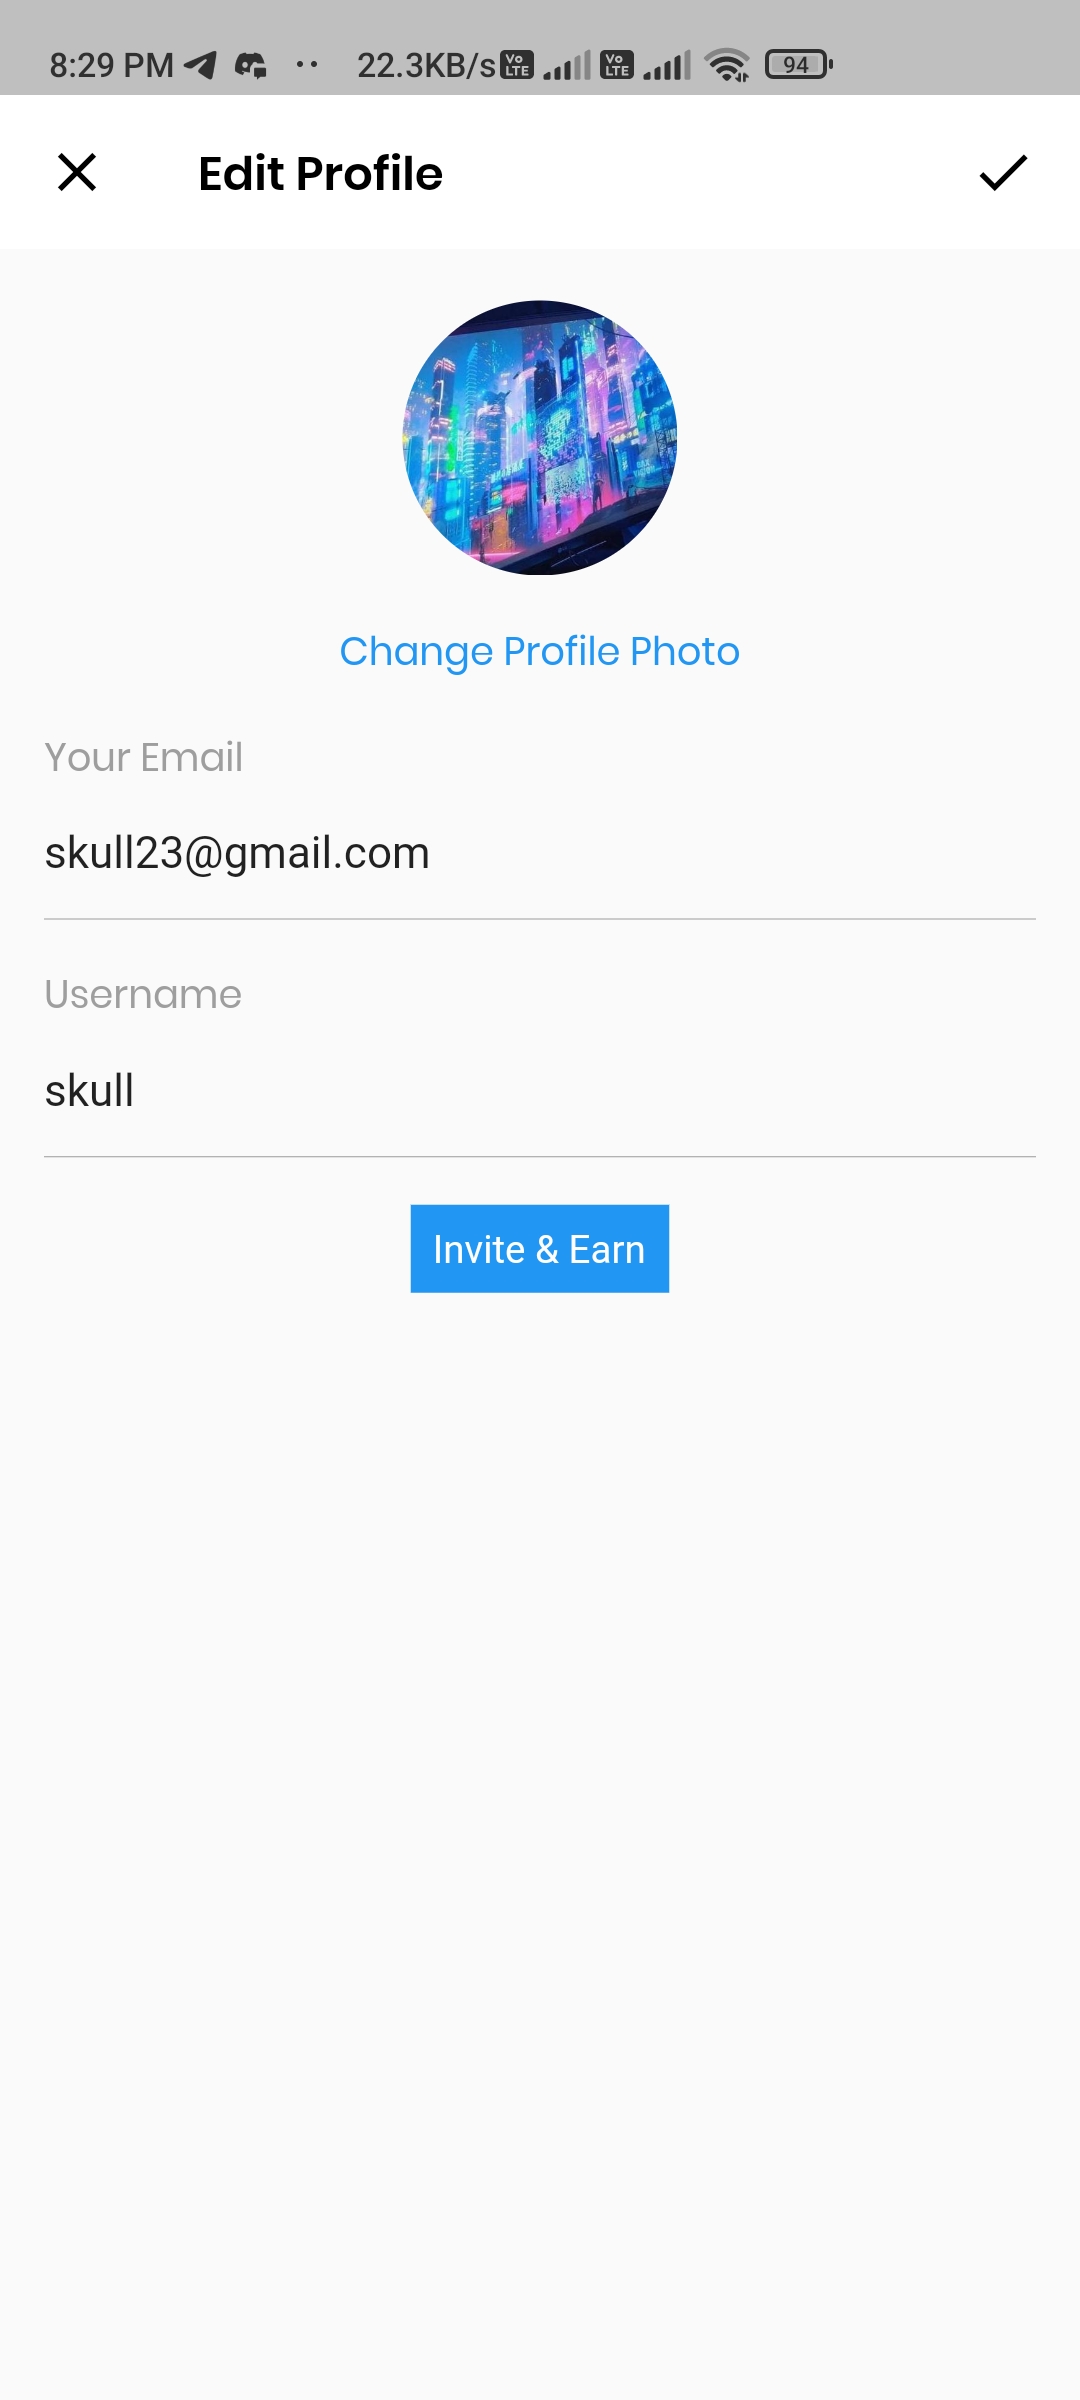 8:29 PM 22.3KB/s Vo LTE Vo LTE 94
Edit Profile
Change Profile Photo
Your Email
skull23@gmail.com
Username
skull
Invite & Earn